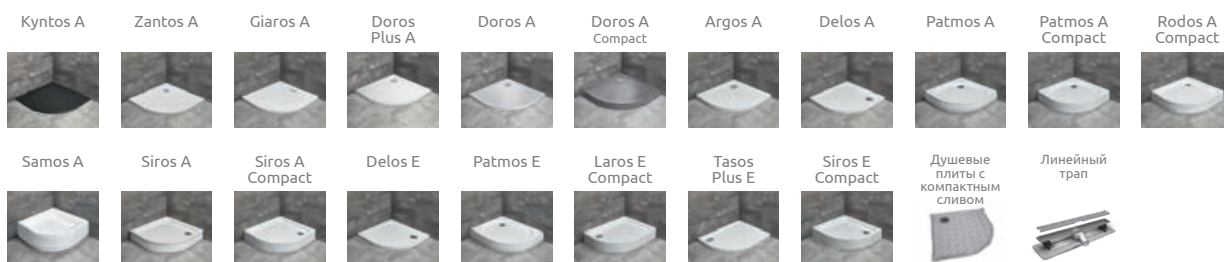 Kyntos A
Zantos A
Giaros A
Doros
Plus A
Doros A
Doros A
Compact
Argos A
Delos A
Patmos A
Patmos A
Compact
Rodos A
Compact
Samos A
Siros A
Siros A
Compact
Delos E
Patmos E
Laros E
Compact
Tasos
Plus E
Siros E
Compact
Душевые
плиты с
компактным
сливом
Линейный
трап